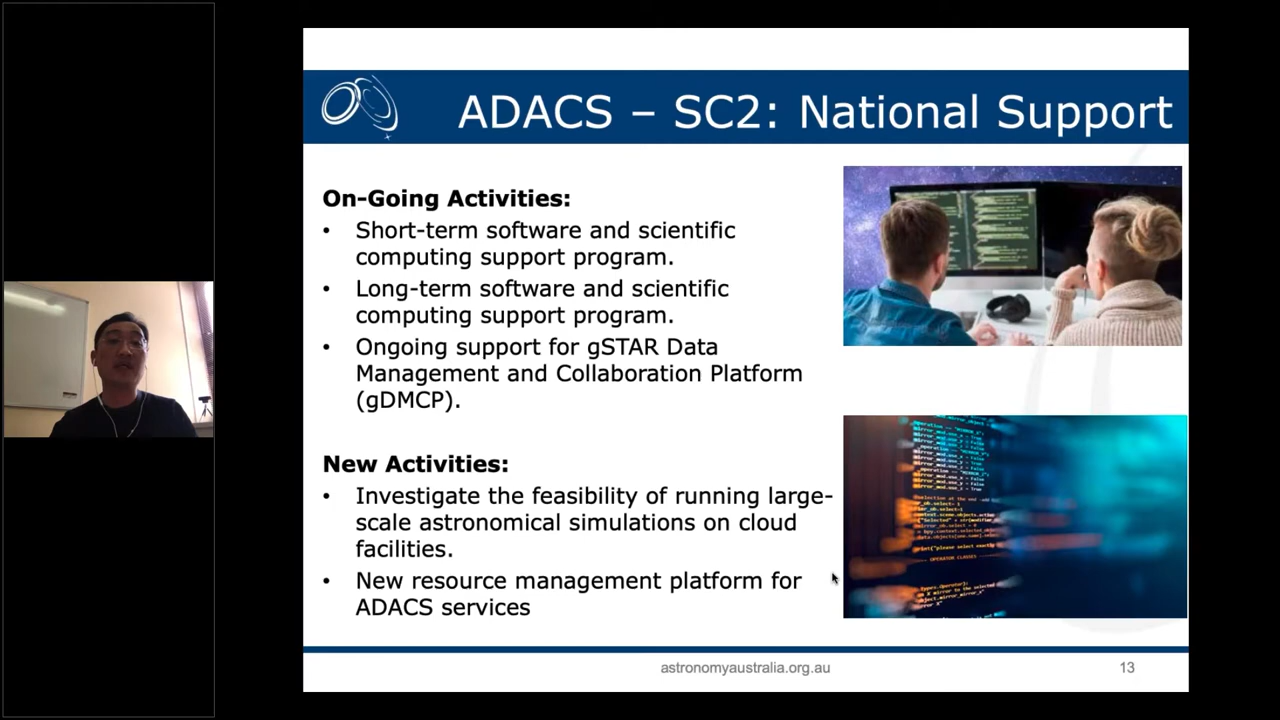 ADACS – SC2: National Support
On-Going Activities:
• Short-term software and scientific
computing support program.
• Long-term software and scientific
computing support program.
• Ongoing support for gSTAR Data
Management and Collaboration Platform
(gDMCP).
New Activities:
• Investigate the feasibility of running large-
scale astronomical simulations on cloud
facilities.
• New resource management platform for
ADACS services
astronomyaustralia.org.au
13